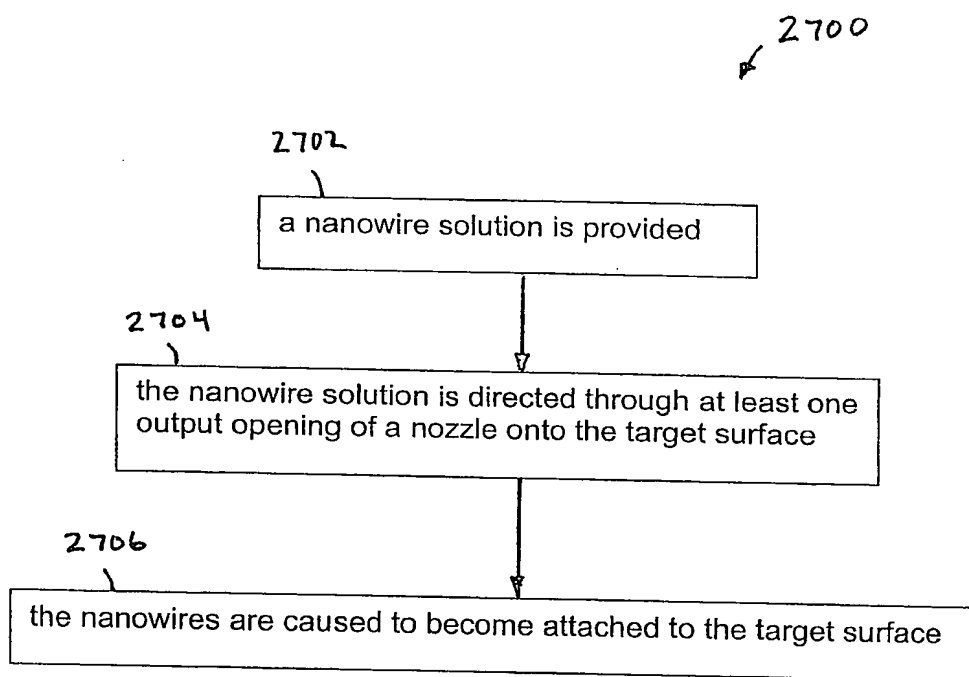 2700
2702
a nanowire solution is provided
2704
the nanowire solution is directed through at least one
output opening of a nozzle onto the target surface
2706
the nanowires are caused to become attached to the target surface